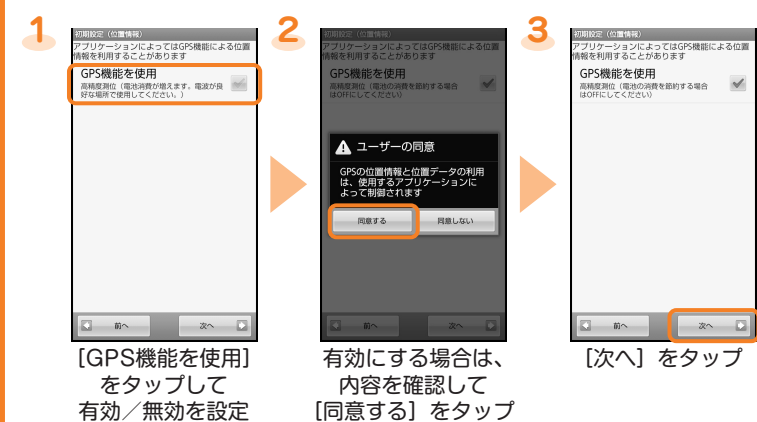 1
初期設定（位置情報）
アプリケーションによってはGPS機能による位置
情報を利用することがあります
GPS機能を使用
高精度測位（電池消費が増えます。電波が良
好な場所で使用してください。）
前へ
次へ
[GPS機能を使用]
をタップして
有効／無効を設定
2
初期設定（位置情報）
アプリケーションによってはGPS機能による位置
情報を利用することがあります
GPS機能を使用
高精度測位（電池の消費を節約する場合
はOFFにしてください）
ユーザーの同意
GPSの位置情報と位置データの利用
は、使用するアプリケーションに
よって制御されます
同意する
同意しない
前へ
次へ
有効にする場合は、
内容を確認して
[同意する] をタップ
3
初期設定（位置情報）
アプリケーションによってはGPS機能による位置
情報を利用することがあります
GPS機能を使用
高精度測位（電池の消費を節約する場合
はOFFにしてください）
前へ
次へ
[次へ] をタップ